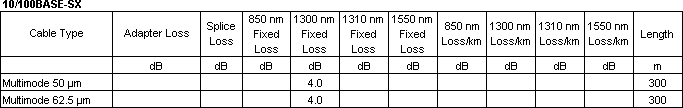 10/100BASE-SX
Cable Type Adapter Loss Splice Loss 850 nm Fixed Loss 1300 nm Fixed Loss 1310 nm Fixed Loss 1550 nm Fixed Loss 850 nm Loss/km 1300 nm Loss/km 1310 nm Loss/km 1550 nm Loss/km Length
dB dB dB dB dB dB dB dB dB dB m
Multimode 50 µm 4.0 300
Multimode 62.5 µm 4.0 300